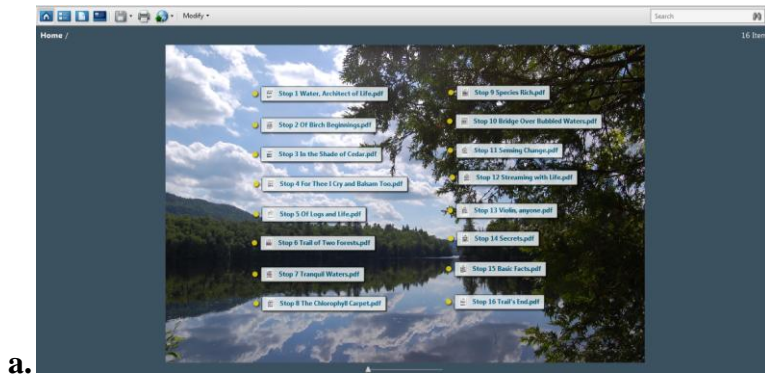 Modify
Search
Home /
16 Item
Stop 1 Water, Architect of Life.pdf
Stop 2 Of Birch Beginnings.pdf
Stop 3 In the Shade of Cedar.pdf
Stop 4 For Thee I Cry and Balsam Too.pdf
Stop 5 Of Logs and Life.pdf
Stop 6 Trail of Two Forests.pdf
Stop 7 Tranquil Waters.pdf
Stop 8 The Chlorophyll Carpet.pdf
Stop 9 Species Rich.pdf
Stop 10 Bridge Over Bubbled Waters.pdf
Stop 11 Sensing Change.pdf
Stop 12 Streaming with Life.pdf
Stop 13 Violin, anyone.pdf
Stop 14 Secrets.pdf
Stop 15 Basic Facts.pdf
Stop 16 Trail's End.pdf
a.